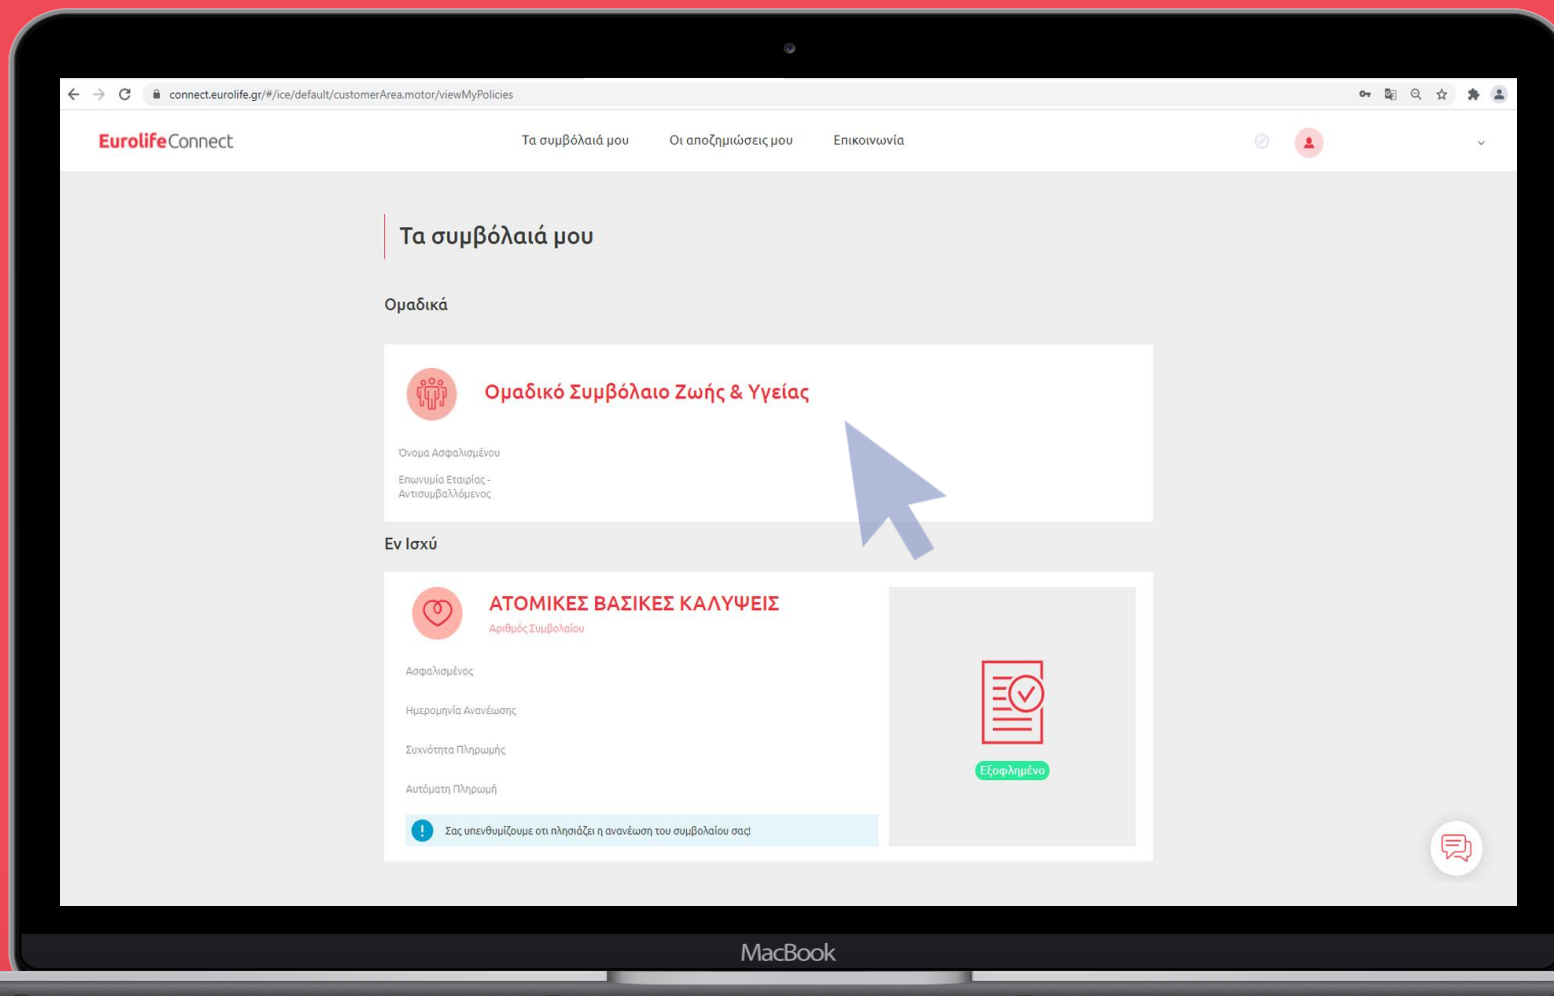 connect.eurolife.gr/#/ice/default/customerArea.motor/viewMyPolicies
EurolifeConnect
Τα συμβόλαιά μου
Οι αποζημιώσεις μου
Επικοινωνία
Τα συμβόλαιά μου
Ομαδικά
Ομαδικό Συμβόλαιο Ζωής & Υγείας
Όνομα Ασφαλισμένου
Επωνυμία Εταιρίας -
Αντισυμβαλλόμενος
Εν Ισχύ
ΑΤΟΜΙΚΕΣ ΒΑΣΙΚΕΣ ΚΑΛΥΨΕΙΣ
Αριθμός Συμβολαίου
Ασφαλισμένος
Ημερομηνία Ανανέωσης
Συχνότητα Πληρωμής
Αυτόματη Πληρωμή
Σας υπενθυμίζουμε οτι πλησιάζει η ανανέωση του συμβολαίου σας!
Εξοφλημένο
MacBook